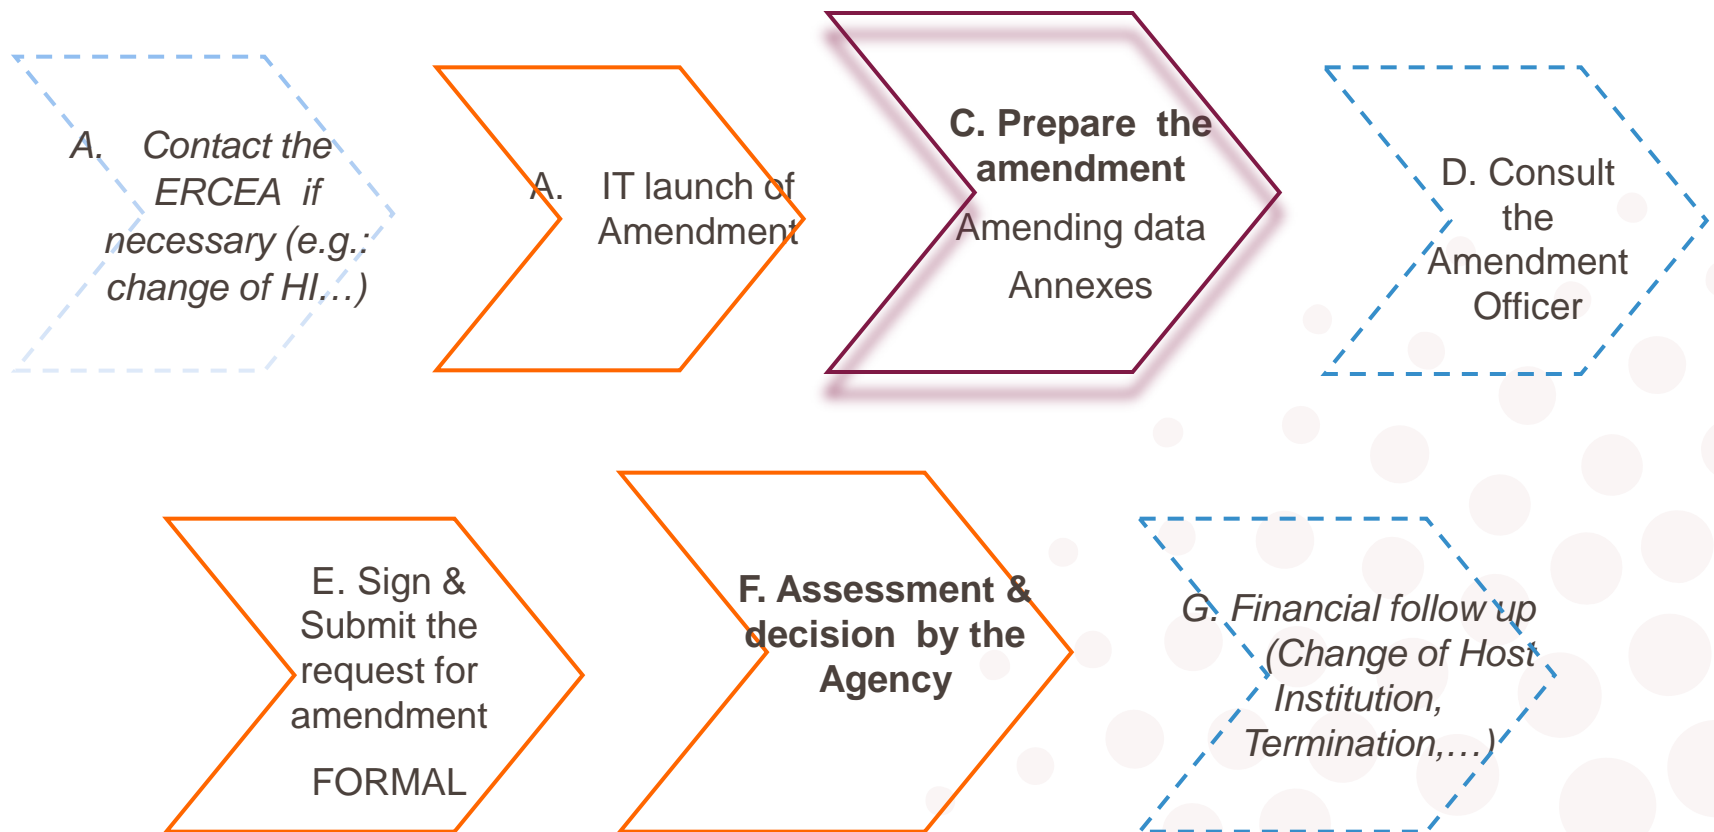 A. Contact the
ERCEA if
necessary (e.g.:
change of HI…)
A. IT launch of
Amendment
C. Prepare the
amendment
Amending data
Annexes
D. Consult
the
Amendment
Officer
E. Sign &
Submit the
request for
amendment
FORMAL
F. Assessment &
decision by the
Agency
G. Financial follow up
(Change of Host
Institution,
Termination,…)